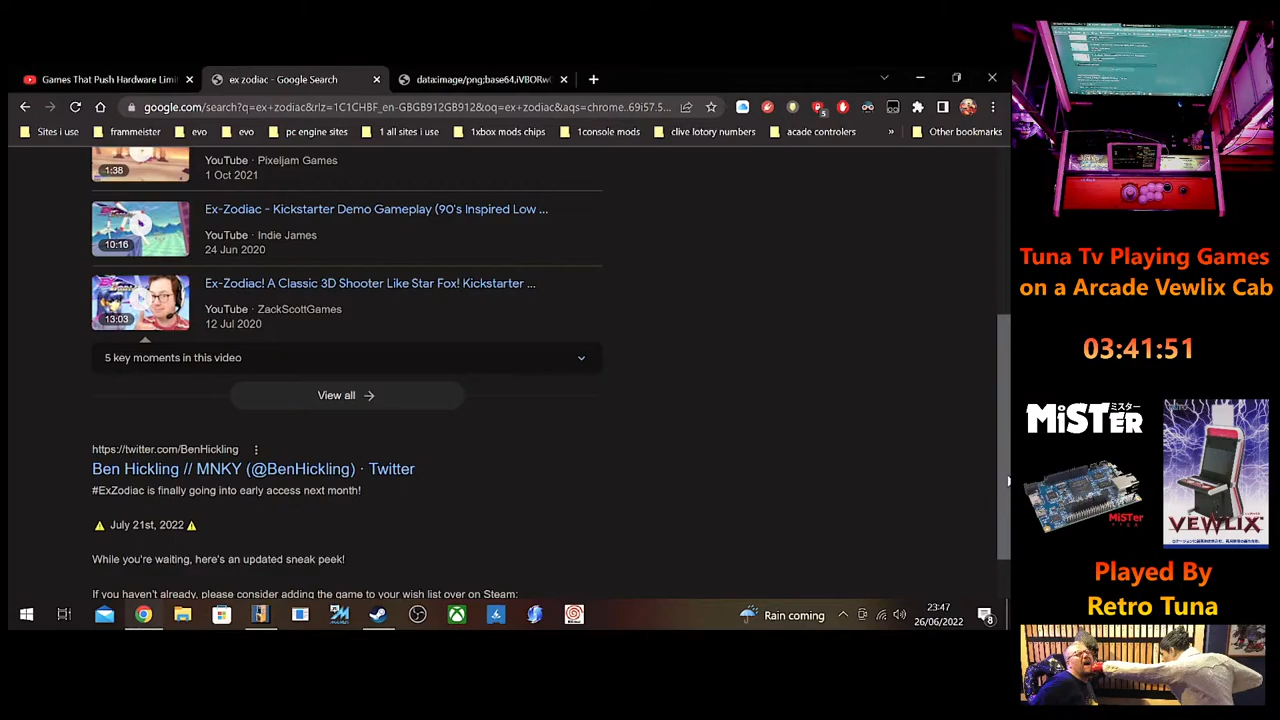 Games That Push Hardware Limit
ex zodiac - Google Search
google.com/search?q=ex+zodiac&rlz=1C1CHBF_en-GBGB912GB912&oq=ex+zodiac&aqs=chrome..69i57.5...
Sites i use
frammeister
evo
evo
pc engine sites
1 all sites i use
1xbox mods chips
1console mods
clive lotory numbers
acade controlers
»
Other bookmarks
1:38
YouTube · Pixeljam Games
1 Oct 2021
Ex-Zodiac - Kickstarter Demo Gameplay (90's Inspired Low ...
10:16
YouTube · Indie James
24 Jun 2020
Ex-Zodiac! A Classic 3D Shooter Like Star Fox! Kickstarter ...
13:03
YouTube · ZackScottGames
12 Jul 2020
5 key moments in this video
View all
https://twitter.com/BenHickling
Ben Hickling // MNKY (@BenHickling) · Twitter
#ExZodiac is finally going into early access next month!
July 21st, 2022
While you're waiting, here's an updated sneak peek!
If you haven't already, please consider adding the game to your wish list over on Steam:
Rain coming
23:47
26/06/2022
8
Tuna Tv Playing Games
on a Arcade Vewlix Cab
03:41:51
MiSTER
ミスター
MiSTer
FPGA
VEWLIX
Played By
Retro Tuna